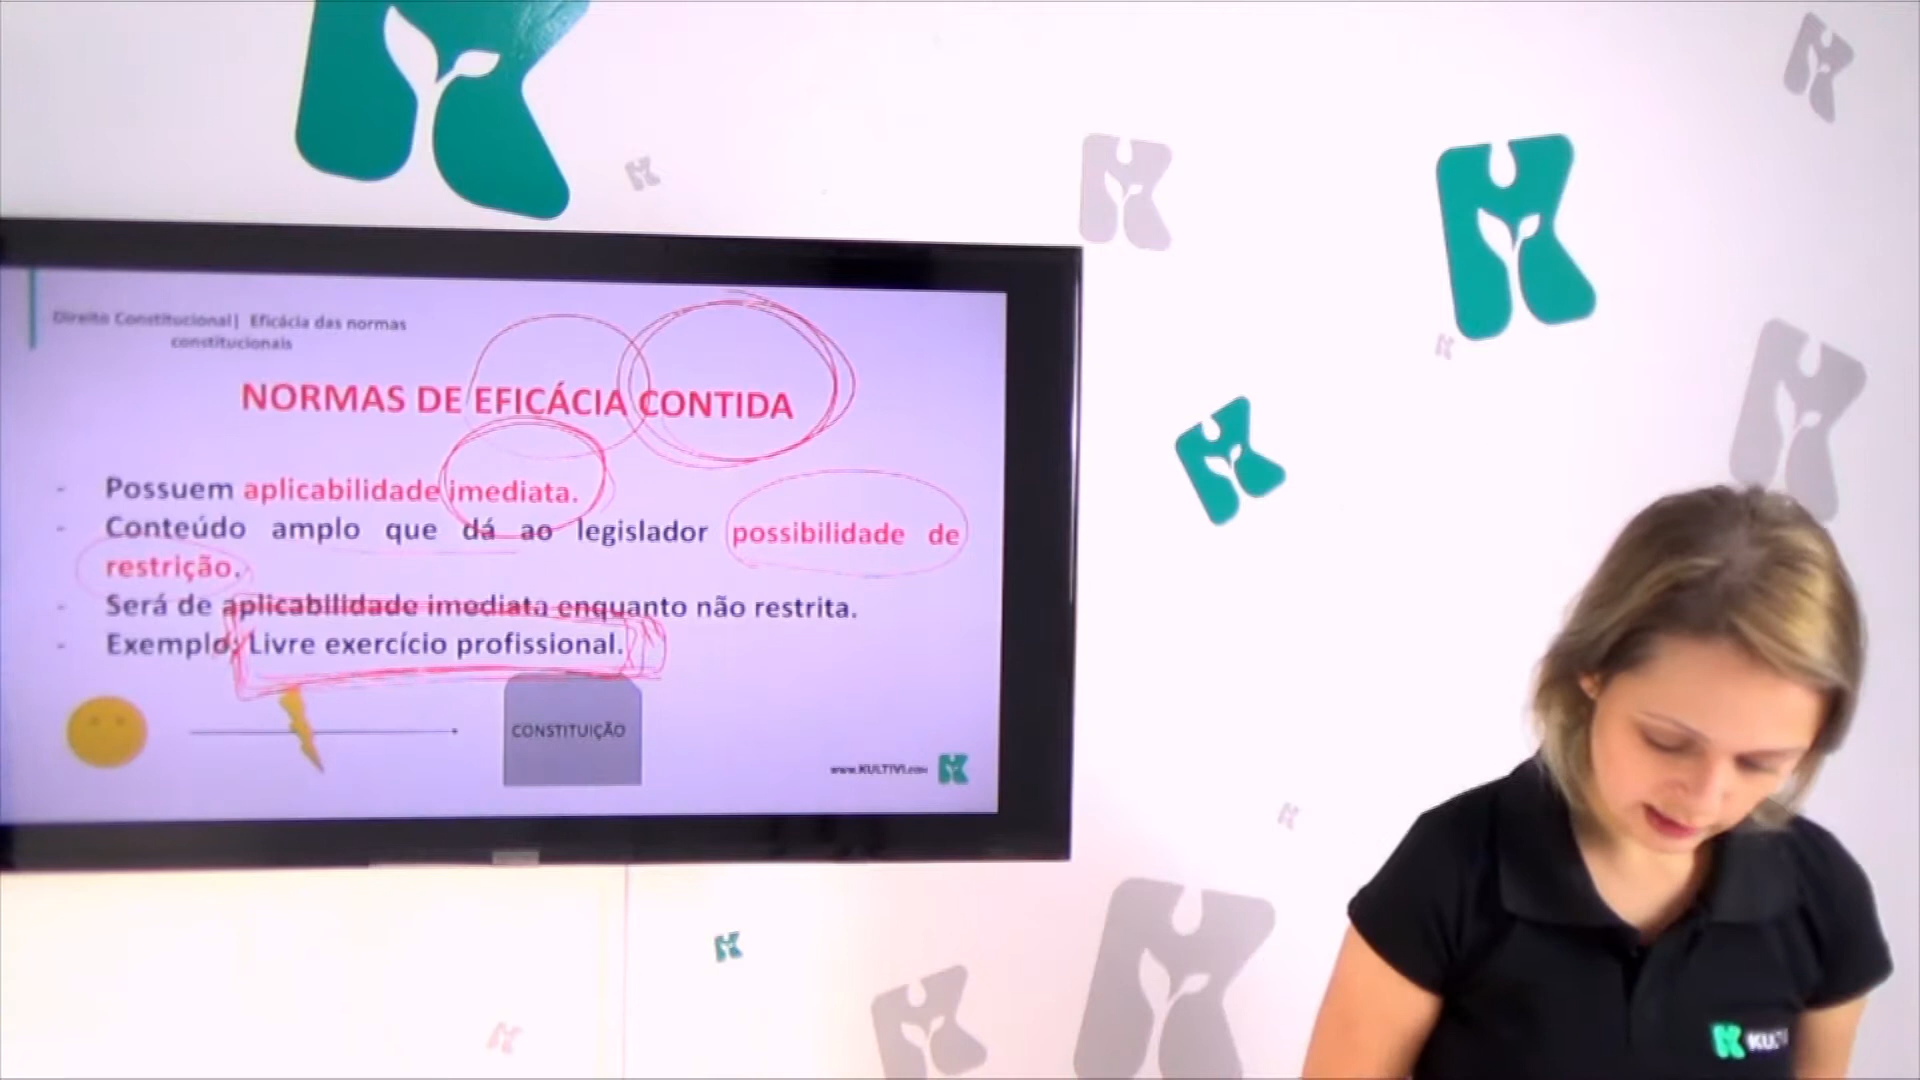 Direito Constitucional| Eficácia das normas
constitucionais
NORMAS DE EFICÁCIA CONTIDA
- Possuem aplicabilidade imediata.
- Conteúdo amplo que dá ao legislador possibilidade de
restrição.
- Será de aplicabilidade imediata enquanto não restrita.
- Exemplo: Livre exercício profissional.
CONSTITUIÇÃO
www.KULTIVI.com